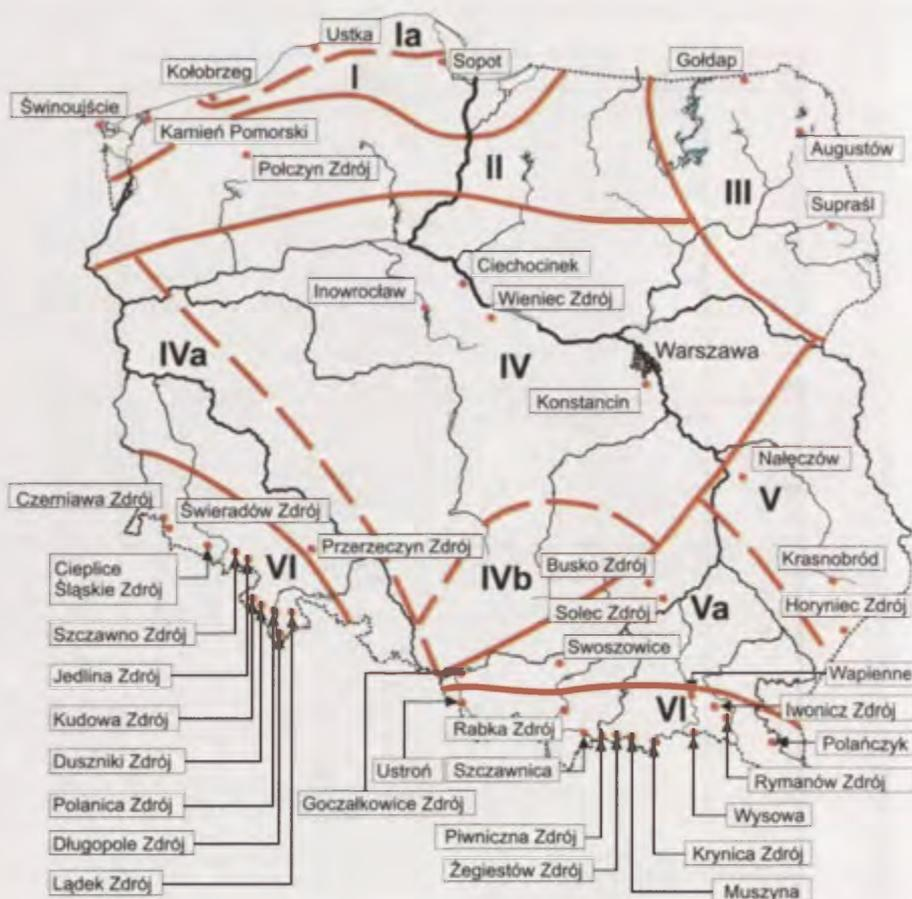 Ustka
Ia
Sopot
Gołdap
Kołobrzeg
I
Świnoujście
Kamień Pomorski
Augustów
Połczyn Zdrój
II
III
Supraśl
Ciechocinek
Inowrocław
Wieniec Zdrój
IVa
IV
Warszawa
Konstancin
Nałęczów
V
Czerniawa Zdrój
Świeradów Zdrój
Przerzeczyn Zdrój
Busko Zdrój
Krasnobród
Cieplice
Śląskie Zdrój
VI
IVb
Solec Zdrój
Va
Horyniec Zdrój
Szczawno Zdrój
Swoszowice
Wapienne
Jedlina Zdrój
VI
Iwonicz Zdrój
Kudowa Zdrój
Rabka Zdrój
Polańczyk
Duszniki Zdrój
Ustroń
Szczawnica
Rymanów Zdrój
Polanica Zdrój
Goczałkowice Zdrój
Wysowa
Długopole Zdrój
Piwniczna Zdrój
Krynica Zdrój
Lądek Zdrój
Żegiestów Zdrój
Muszyna